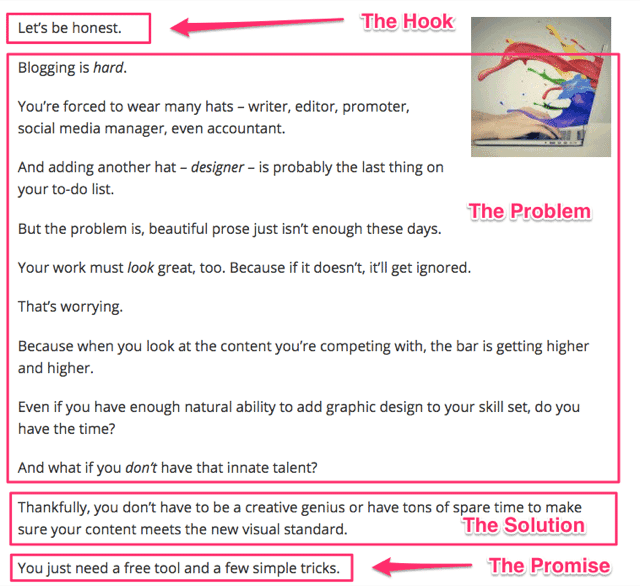 Let's be honest.
The Hook
Blogging is hard.
You're forced to wear many hats – writer, editor, promoter,
social media manager, even accountant.
And adding another hat – designer – is probably the last thing on
your to-do list.
The Problem
But the problem is, beautiful prose just isn't enough these days.
Your work must look great, too. Because if it doesn't, it'll get ignored.
That's worrying.
Because when you look at the content you're competing with, the bar is getting higher
and higher.
Even if you have enough natural ability to add graphic design to your skill set, do you
have the time?
And what if you don't have that innate talent?
Thankfully, you don't have to be a creative genius or have tons of spare time to make
sure your content meets the new visual standard.
The Solution
You just need a free tool and a few simple tricks.
The Promise